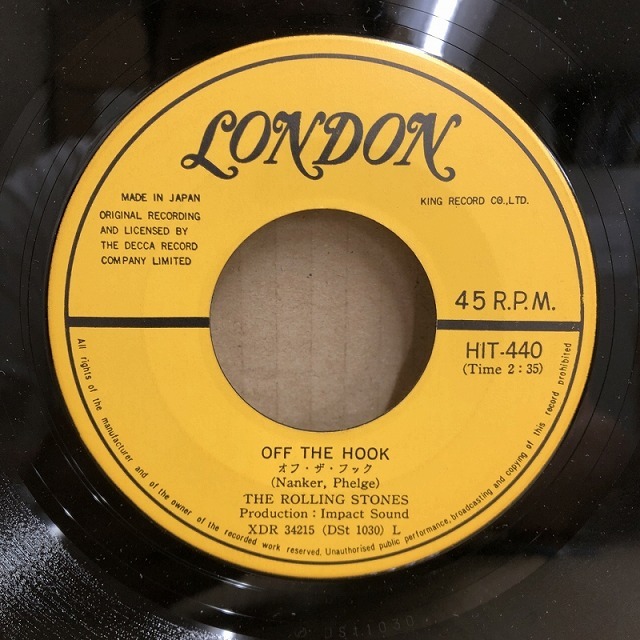 LONDON
MADE IN JAPAN
ORIGINAL RECORDING
AND LICENSED BY
THE DECCA RECORD
COMPANY LIMITED
KING RECORD CO.,LTD.
45 R.P.M.
HIT-440
(Time 2 : 35)
OFF THE HOOK
オフ・ザ・フック
(Nanker, Phelge)
THE ROLLING STONES
Production : Impact Sound
XDR 34215 (DSt 1030) L
All rights of the manufacturer and of the owner of the recorded work reserved. Unauthorised public performance, broadcasting and copying of this record prohibited